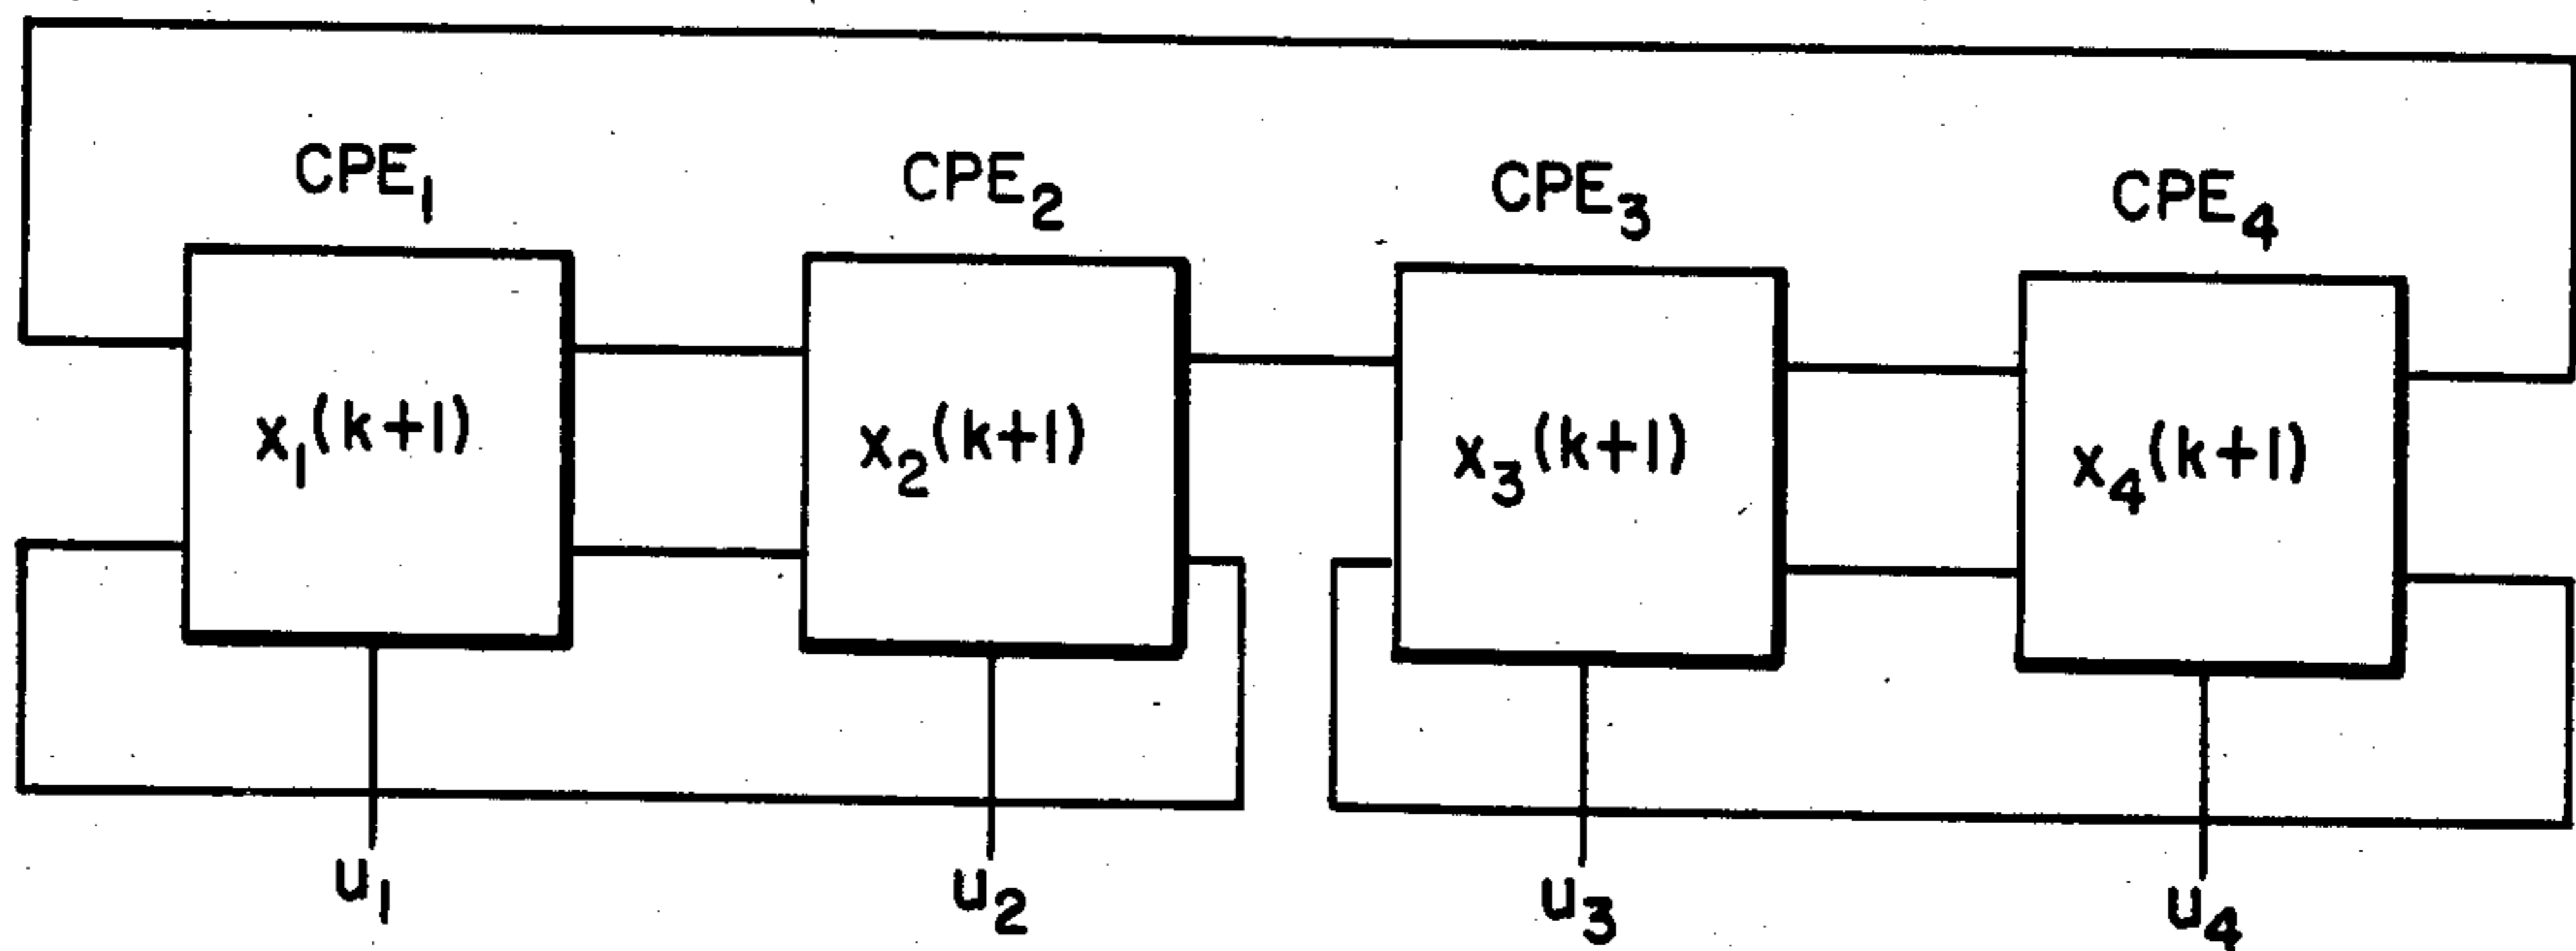 CPE₁ CPE₂ CPE₃ CPE₄
x₁(k+1) x₂(k+1) x₃(k+1) x₄(k+1)
u₁ u₂ u₃ u₄